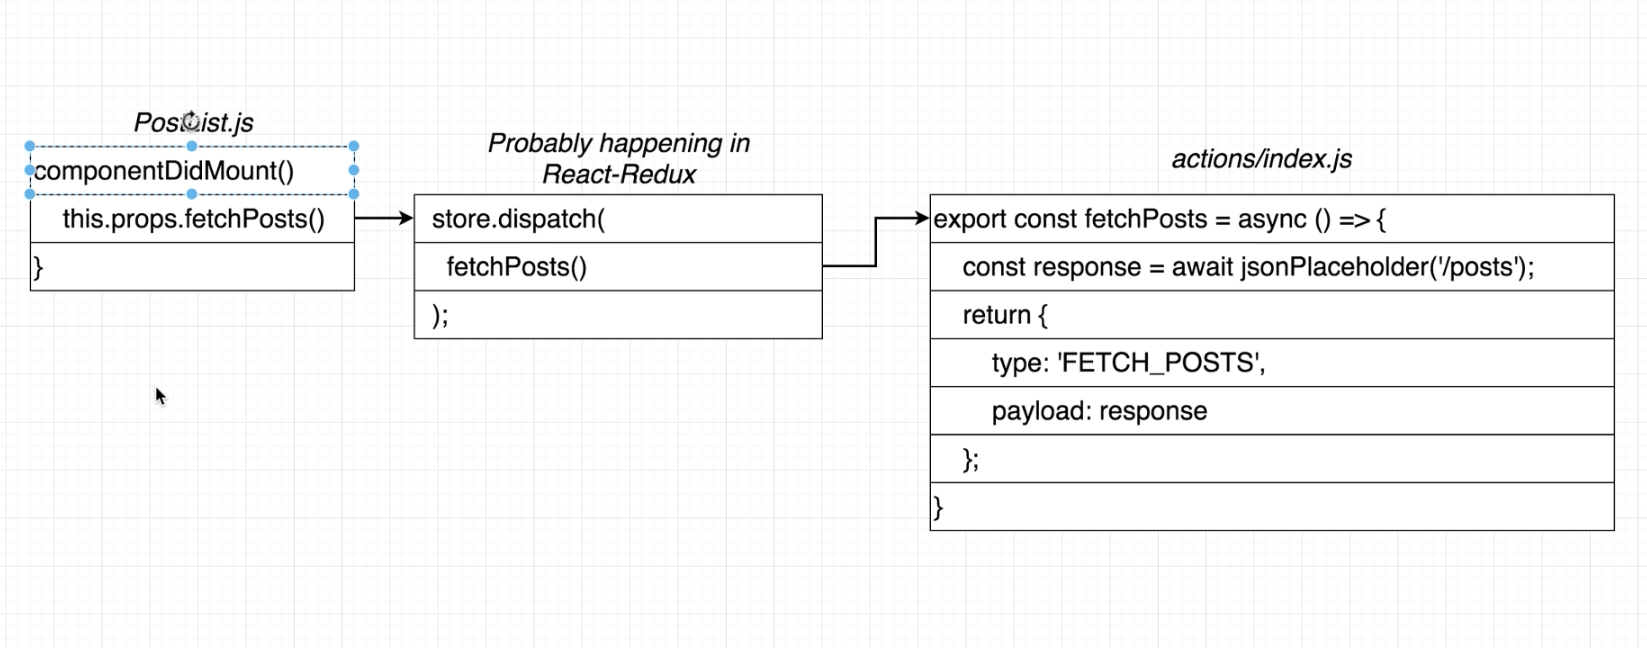 PostList.js
componentDidMount()
this.props.fetchPosts()
}
Probably happening in
React-Redux
store.dispatch(
fetchPosts()
);
actions/index.js
export const fetchPosts = async () => {
const response = await jsonPlaceholder('/posts');
return {
type: 'FETCH_POSTS',
payload: response
};
}